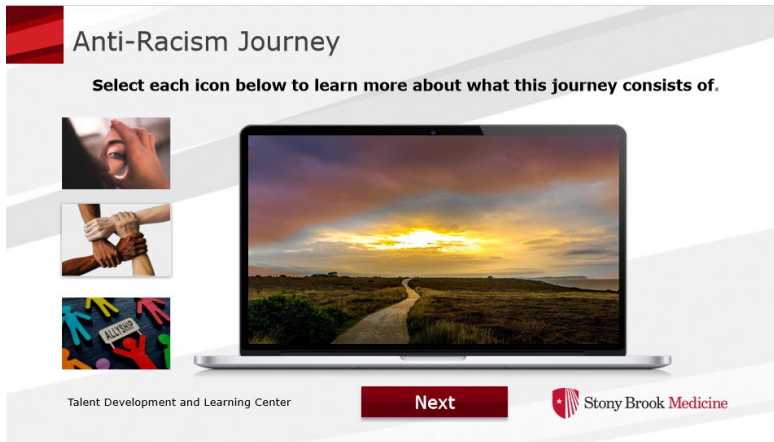 Anti-Racism Journey
Select each icon below to learn more about what this journey consists of.
ALLYSHIP
Talent Development and Learning Center
Next
Stony Brook Medicine